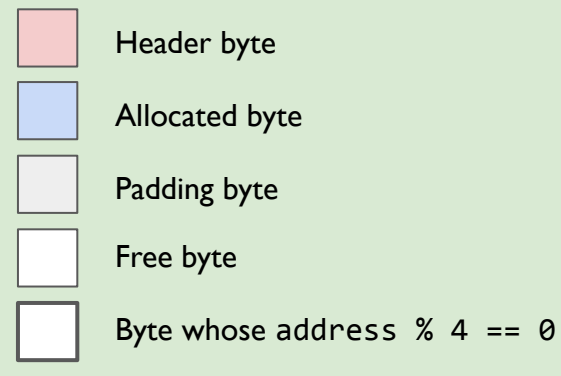 Header byte
Allocated byte
Padding byte
Free byte
Byte whose address % 4 == 0